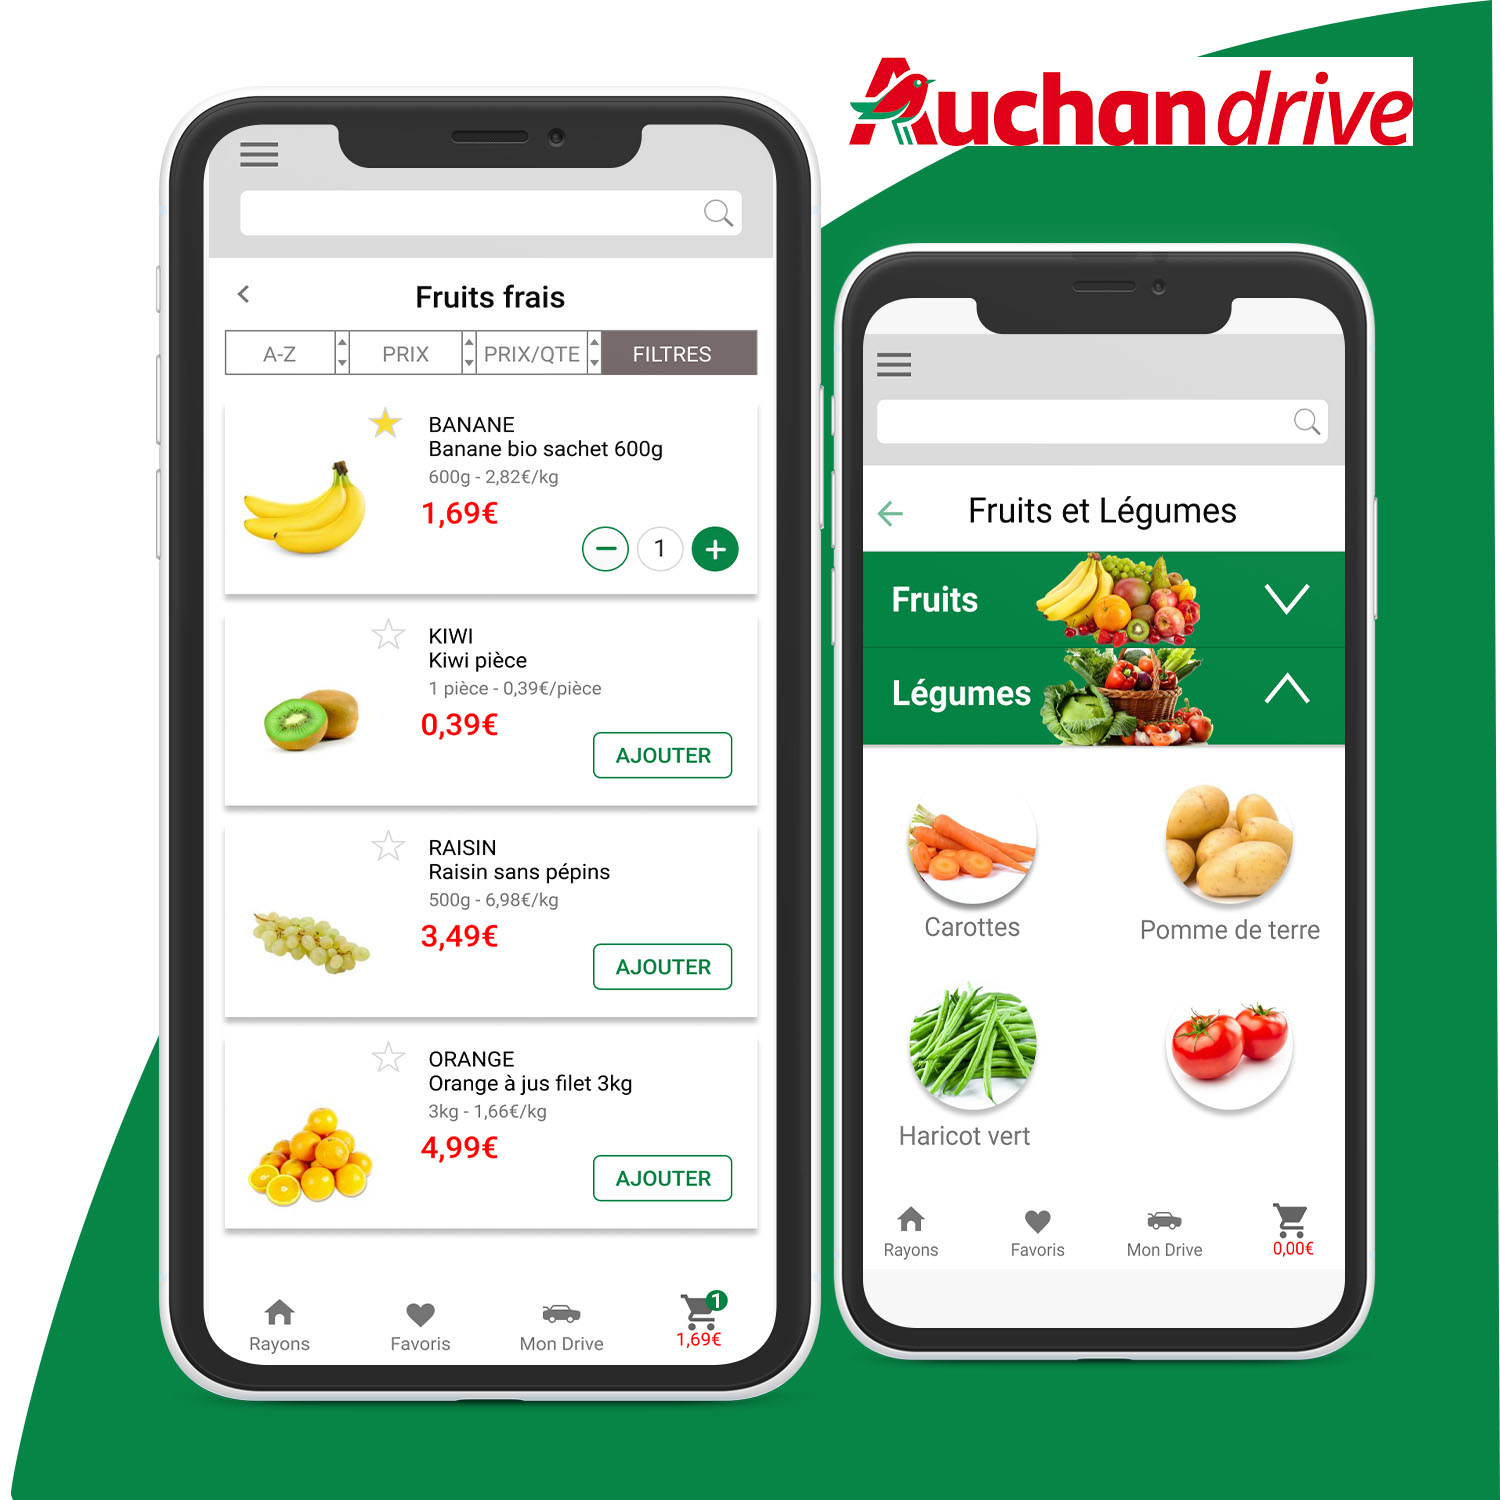 Auchan drive
Fruits frais
A-Z
PRIX
PRIX/QTE
FILTRES
BANANE
Banane bio sachet 600g
600g - 2,82€/kg
1,69€
1
KIWI
Kiwi pièce
1 pièce - 0,39€/pièce
0,39€
AJOUTER
RAISIN
Raisin sans pépins
500g - 6,98€/kg
3,49€
AJOUTER
ORANGE
Orange à jus filet 3kg
3kg - 1,66€/kg
4,99€
AJOUTER
Rayons
Favoris
Mon Drive
1
1,69€
Fruits et Légumes
Fruits
Légumes
Carottes
Pomme de terre
Haricot vert
Rayons
Favoris
Mon Drive
0,00€